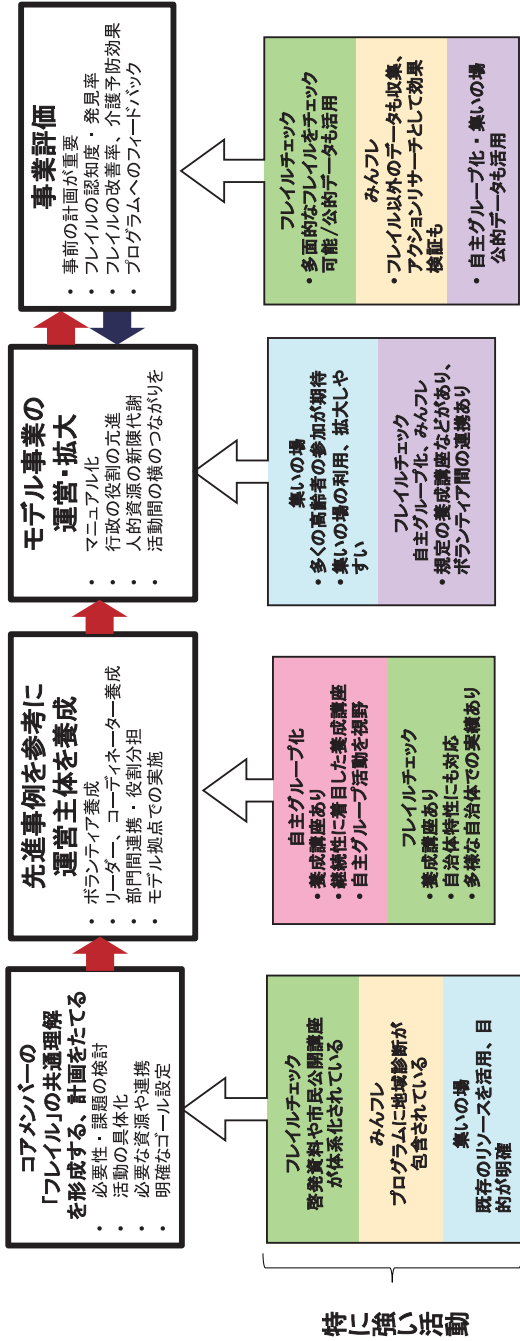 コアメンバーの
「フレイル」の共通理解
を形成する、計画をたてる
・ 必要性・課題の検討
・ 活動の具体化
・ 必要な資源や連携
・ 明確なゴール設定
先進事例を参考に
運営主体を養成
・ ボランティア養成
・ リーダー、コーディネーター養成
・ 部門間連携・役割分担
・ モデル拠点での実施
モデル事業の
運営・拡大
・ マニュアル化
・ 行政の役割の亢進
・ 人的資源の新陳代謝
・ 活動間の横のつながりを
事業評価
・ 事前の計画が重要
・ フレイルの認知度・発見率
・ フレイルの改善率、介護予防効果
・ プログラムへのフィードバック
特に強い活動
フレイルチェック
啓発資料や市民公開講座
が体系化されている
みんフレ
プログラムに地域診断が
包含されている
集いの場
既存のリソースを活用、目
的が明確
自主グループ化
・養成講座あり
・継続性に着目した養成講座
・自主グループ活動を視野
フレイルチェック
・養成講座あり
・自治体特性にも対応
・多様な自治体での実績あり
集いの場
・多くの高齢者の参加が期待
・集いの場の利用、拡大しや
すい
フレイルチェック
自主グループ化、みんフレ
・規定の養成講座などがあり、
ボランティア間の連携あり
フレイルチェック
・多面的なフレイルをチェック
可能/公的データも活用
みんフレ
・フレイル以外のデータも収集、
アクションリサーチとして効果
検証も
・自主グループ化・集いの場
公的データも活用